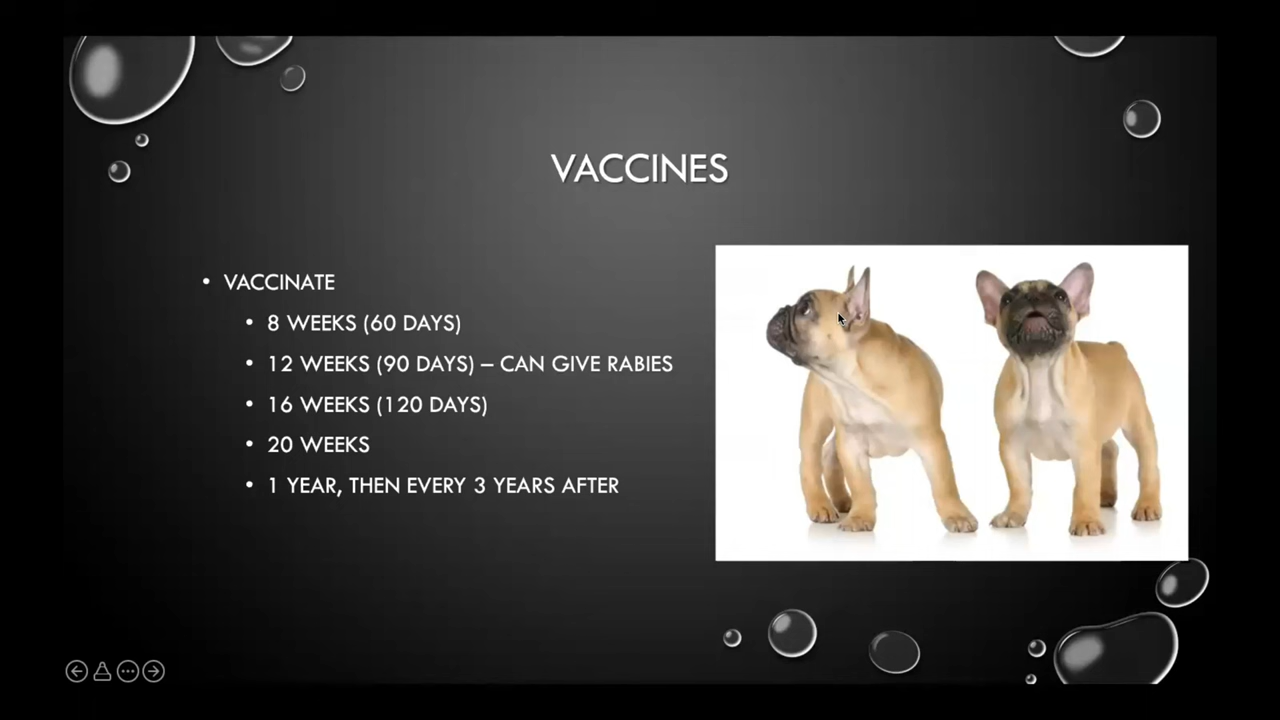 VACCINES
• VACCINATE
• 8 WEEKS (60 DAYS)
• 12 WEEKS (90 DAYS) – CAN GIVE RABIES
• 16 WEEKS (120 DAYS)
• 20 WEEKS
• 1 YEAR, THEN EVERY 3 YEARS AFTER